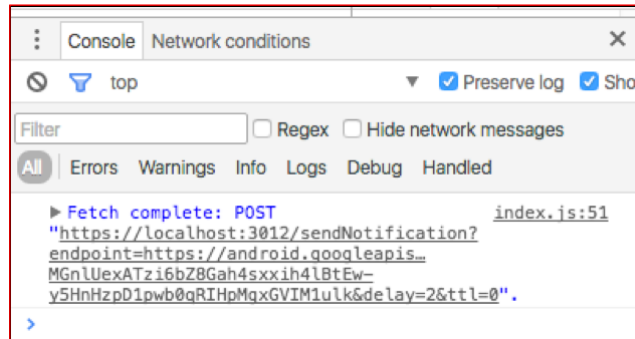 Console Network conditions
top Preserve log Sho
Filter Regex Hide network messages
All Errors Warnings Info Logs Debug Handled
Fetch complete: POST index.js:51
"https://localhost:3012/sendNotification?
endpoint=https://android.googleapis…
MGnlUexATzi6bZ8Gah4sxxih4lBtEw–
y5HnHzpD1pwb0qRIHpMqxGVIM1ulk&delay=2&ttl=0".